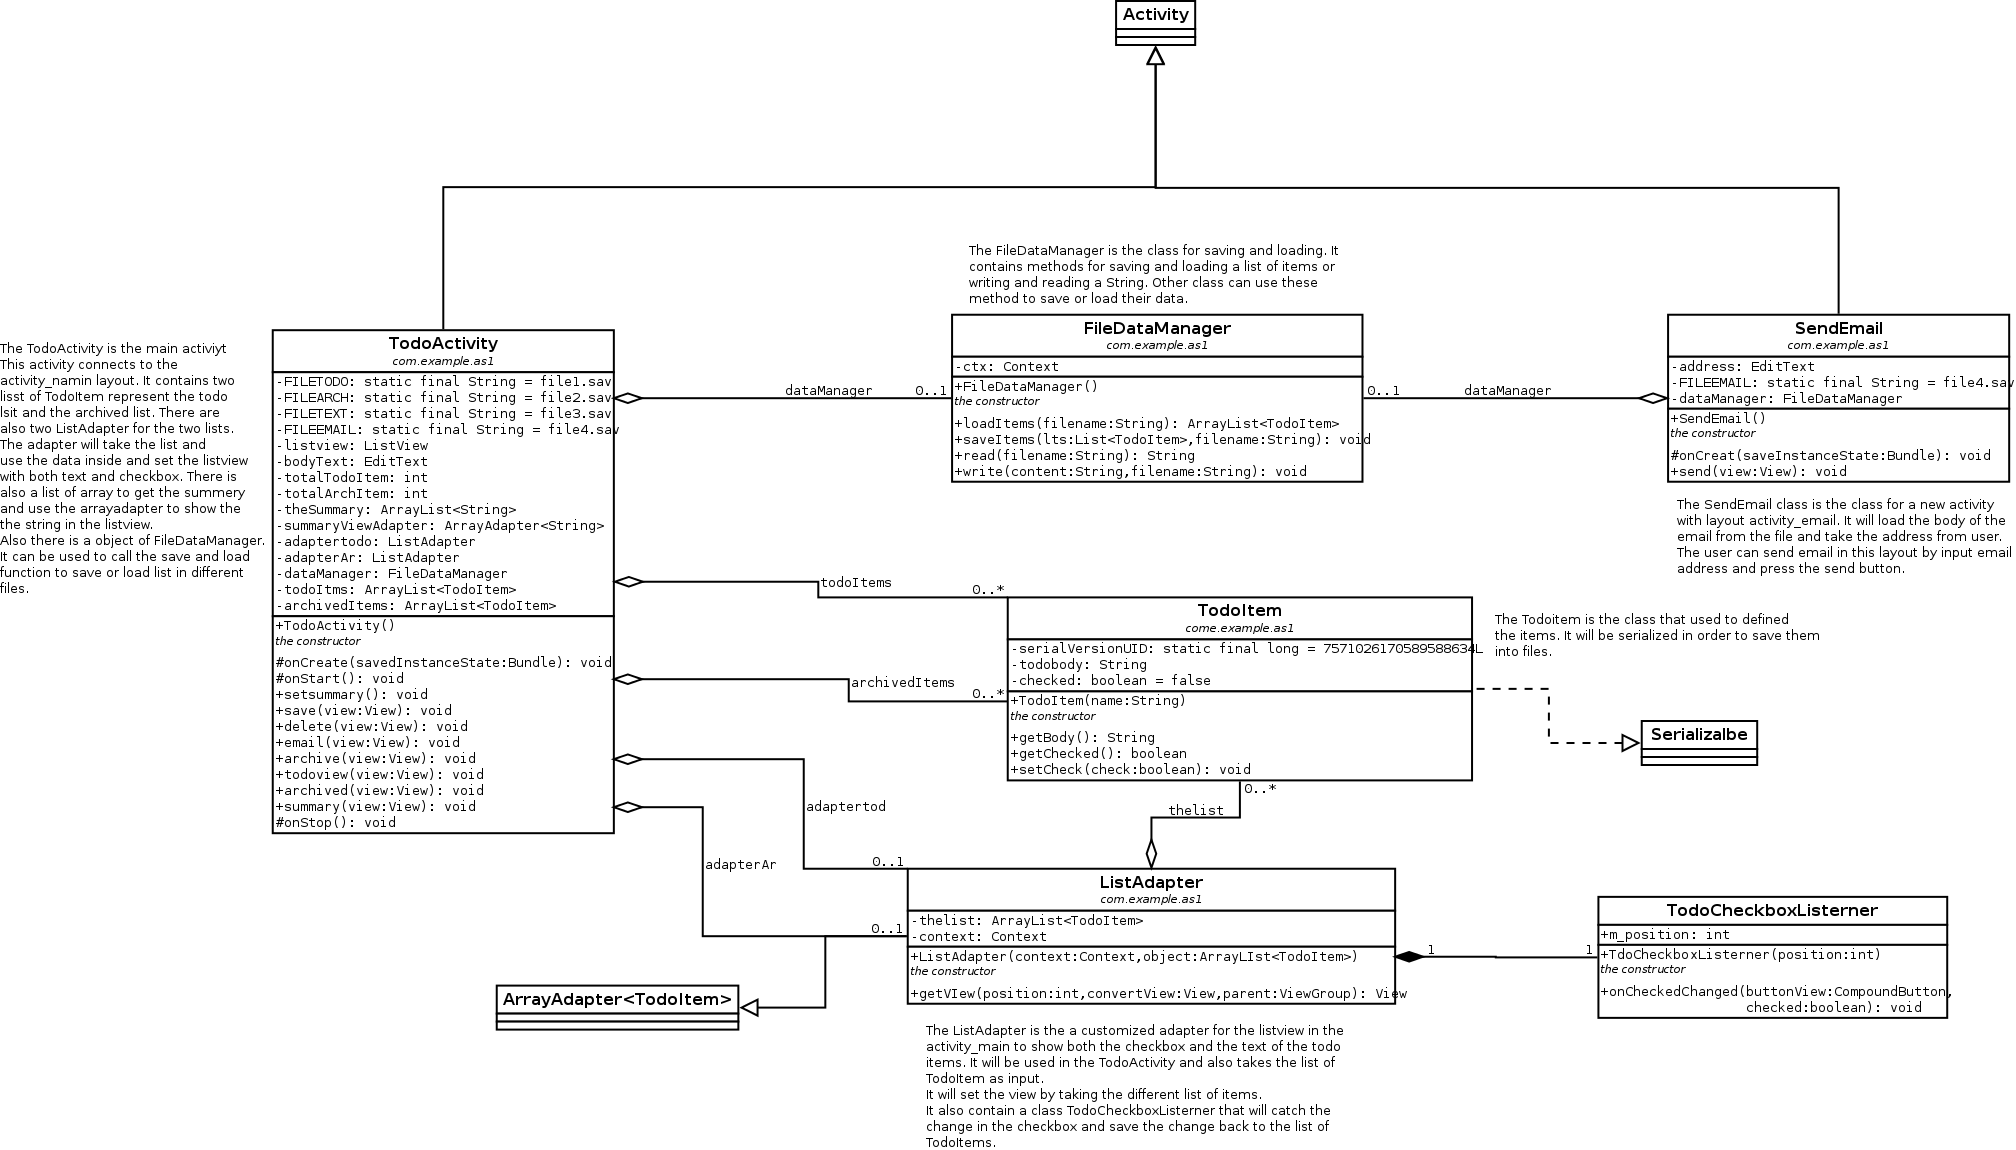 Activity
The FileDataManager is the class for saving and loading. It
contains methods for saving and loading a list of items or
writing and reading a String. Other class can use these
method to save or load their data.
The TodoActivity is the main activiyt
This activity connects to the
activity_namin layout. It contains two
lisst of TodoItem represent the todo
lsit and the archived list. There are
also two ListAdapter for the two lists.
The adapter will take the list and
use the data inside and set the listview
with both text and checkbox. There is
also a list of array to get the summery
and use the arrayadapter to show the
the string in the listview.
Also there is a object of FileDataManager.
It can be used to call the save and load
function to save or load list in different
files.
TodoActivity
com.example.as1
-FILETODO: static final String = file1.sav
-FILEARCH: static final String = file2.sav
-FILETEXT: static final String = file3.sav
-FILEEMAIL: static final String = file4.sav
-listview: ListView
-bodyText: EditText
-totalTodoItem: int
-totalArchItem: int
-theSummary: ArrayList<String>
-summaryViewAdapter: ArrayAdapter<String>
-adaptertodo: ListAdapter
-adapterAr: ListAdapter
-dataManager: FileDataManager
-todoItms: ArrayList<TodoItem>
-archivedItems: ArrayList<TodoItem>
+TodoActivity()
the constructor
#onCreate(savedInstanceState:Bundle): void
#onStart(): void
+setsummary(): void
+save(view:View): void
+delete(view:View): void
+email(view:View): void
+archive(view:View): void
+todoview(view:View): void
+archived(view:View): void
+summary(view:View): void
#onStop(): void
dataManager
0..1
FileDataManager
com.example.as1
-ctx: Context
+FileDataManager()
the constructor
+loadItems(filename:String): ArrayList<TodoItem>
+saveItems(lts:List<TodoItem>,filename:String): void
+read(filename:String): String
+write(content:String,filename:String): void
0..1
dataManager
SendEmail
com.example.as1
-address: EditText
-FILEEMAIL: static final String = file4.sav
-dataManager: FileDataManager
+SendEmail()
the constructor
#onCreat(saveInstanceState:Bundle): void
+send(view:View): void
The SendEmail class is the class for a new activity
with layout activity_email. It will load the body of the
email from the file and take the address from user.
The user can send email in this layout by input email
address and press the send button.
todoItems
0..*
archivedItems
0..*
TodoItem
come.example.as1
-serialVersionUID: static final long = 7571026170589588634L
-todobody: String
-checked: boolean = false
+TodoItem(name:String)
the constructor
+getBody(): String
+getChecked(): boolean
+setCheck(check:boolean): void
The Todoitem is the class that used to defined
the items. It will be serialized in order to save them
into files.
Serializalbe
0..*
thelist
adaptertod
0..1
adapterAr
0..1
ListAdapter
com.example.as1
-thelist: ArrayList<TodoItem>
-context: Context
+ListAdapter(context:Context,object:ArrayLIst<TodoItem>)
the constructor
+getVIew(position:int,convertView:View,parent:ViewGroup): View
1
1
TodoCheckboxListerner
+m_position: int
+TdoCheckboxListerner(position:int)
the constructor
+onCheckedChanged(buttonView:CompoundButton,
checked:boolean): void
ArrayAdapter<TodoItem>
The ListAdapter is the a customized adapter for the listview in the
activity_main to show both the checkbox and the text of the todo
items. It will be used in the TodoActivity and also takes the list of
TodoItem as input.
It will set the view by taking the different list of items.
It also contain a class TodoCheckboxListerner that will catch the
change in the checkbox and save the change back to the list of
TodoItems.